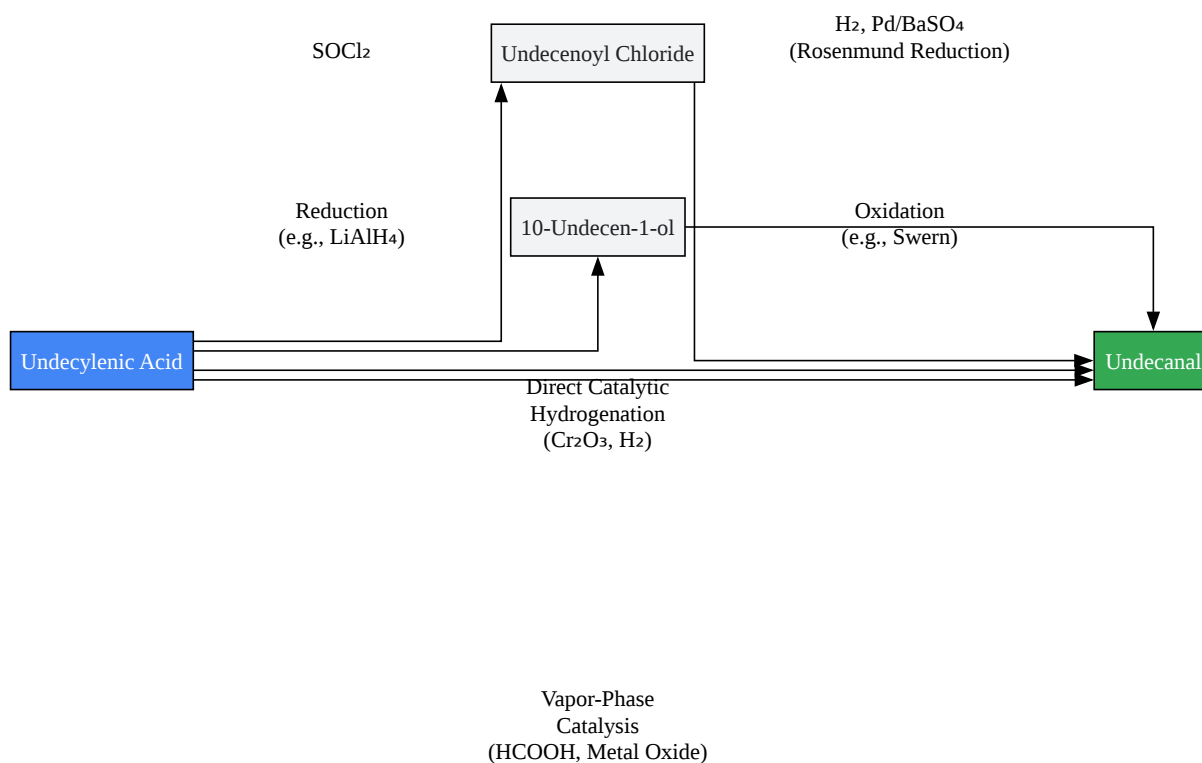 SOCl₂
Undecenoyl Chloride
H₂, Pd/BaSO₄
(Rosenmund Reduction)
Reduction
(e.g., LiAlH₄)
10-Undecen-1-ol
Oxidation
(e.g., Swern)
Undecylenic Acid
Undecanal
Direct Catalytic
Hydrogenation
(Cr₂O₃, H₂)
Vapor-Phase
Catalysis
(HCOOH, Metal Oxide)